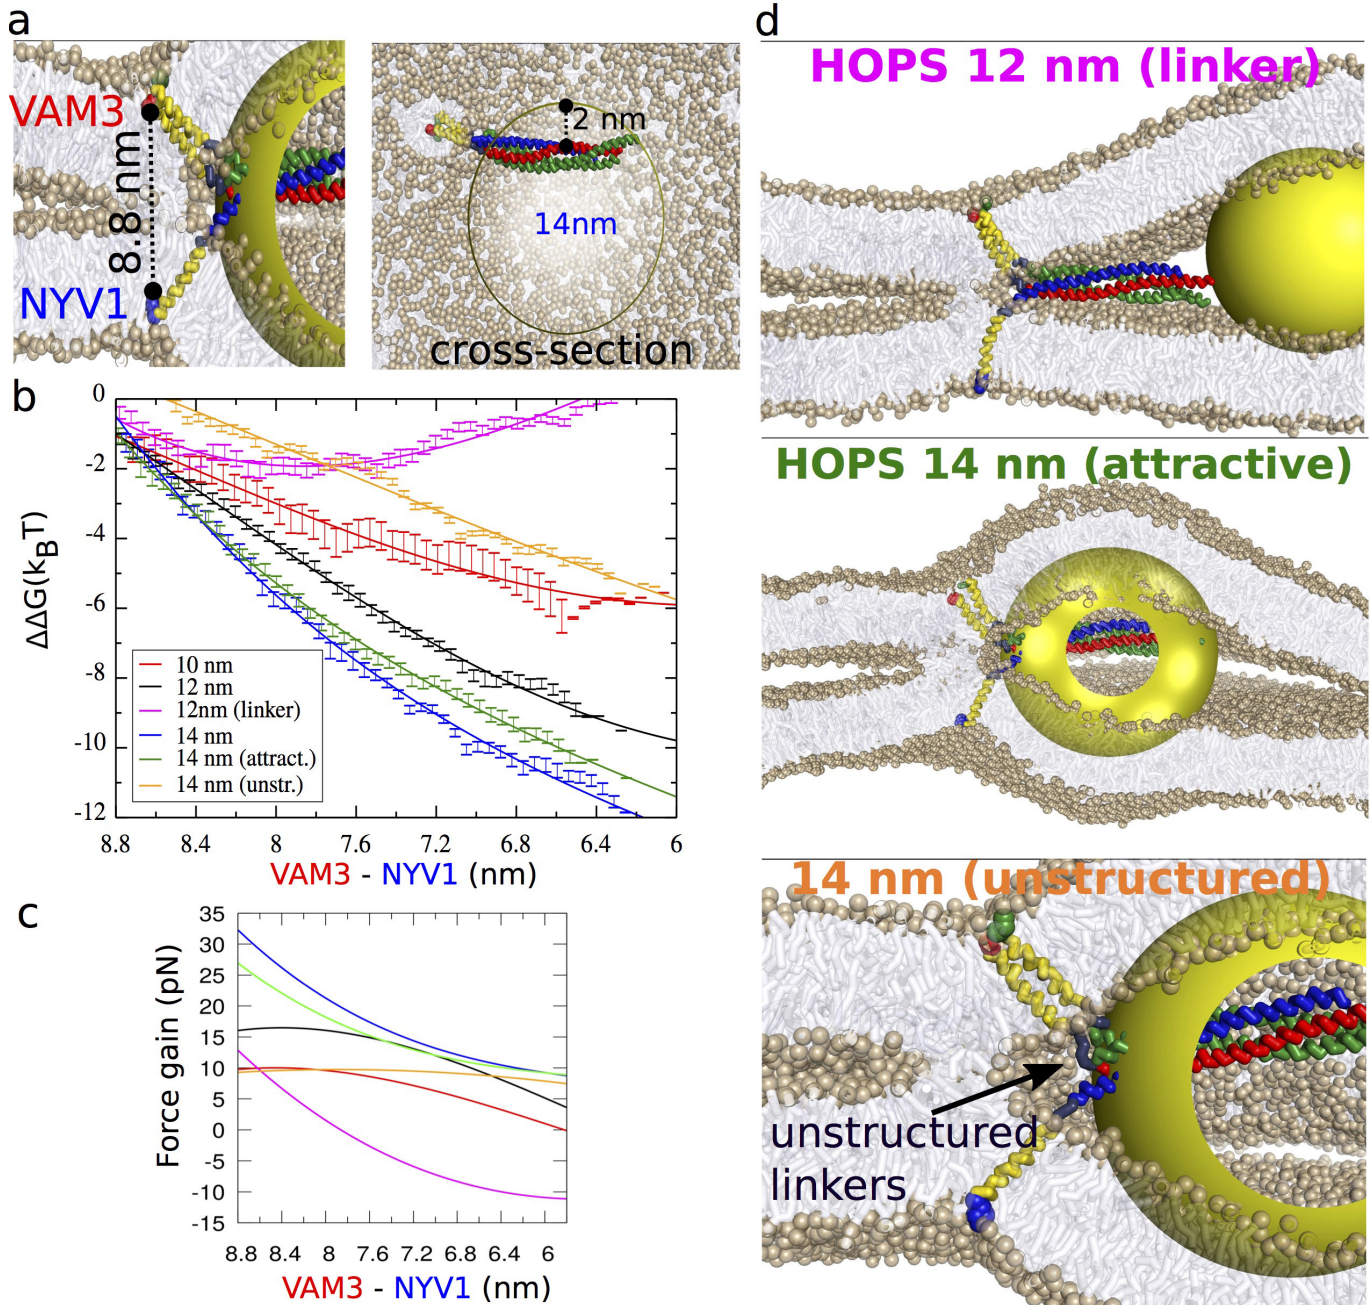 a
VAM3
8.8 nm
NYV1
2 nm
14nm
cross-section
b
ΔΔG(k_BT)
0
-2
-4
-6
-8
-10
-12
10 nm
12 nm
12nm (linker)
14 nm
14 nm (attract.)
14 nm (unstr.)
8.8 8.4 8 7.6 7.2 6.8 6.4 6
VAM3 - NYV1 (nm)
c
Force gain (pN)
35
30
25
20
15
10
5
0
-5
-10
-15
8.8 8.4 8 7.6 7.2 6.8 6.4 6
VAM3 - NYV1 (nm)
d
HOPS 12 nm (linker)
HOPS 14 nm (attractive)
14 nm (unstructured)
unstructured
linkers